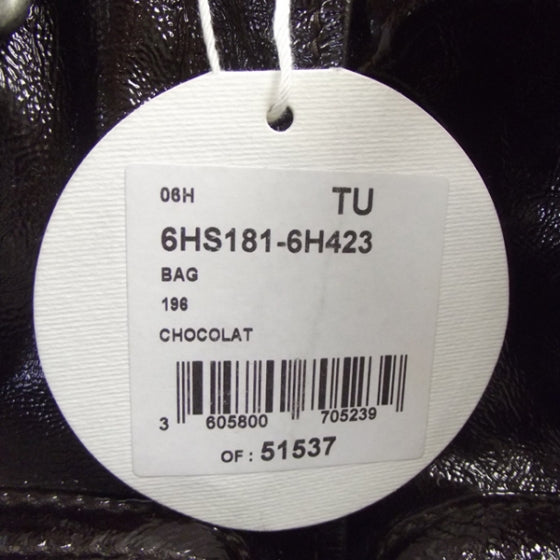 06H TU
6HS181-6H423
BAG
196
CHOCOLAT
3 605800 705239
OF : 51537